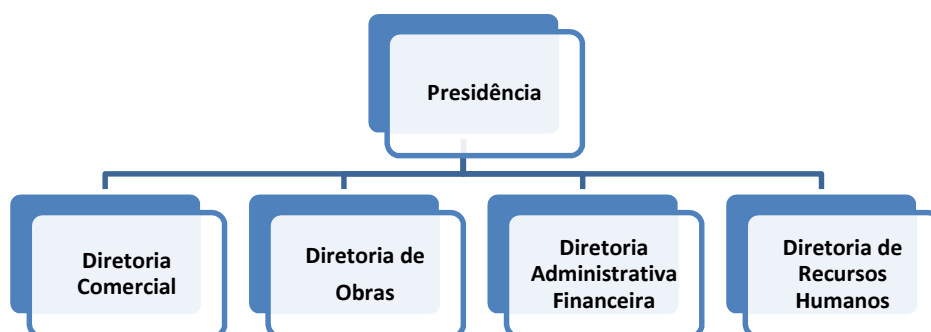 Presidência
Diretoria
Comercial
Diretoria de
Obras
Diretoria
Administrativa
Financeira
Diretoria de
Recursos
Humanos